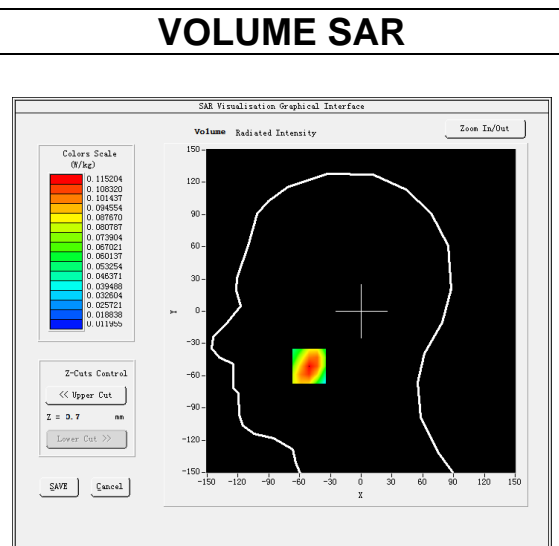 VOLUME SAR
SAR Visualisation Graphical Interface
Volume Radiated Intensity
Zoom In/Out
Colors Scale
(W/kg)
0.115204
0.108320
0.101437
0.094554
0.087670
0.080787
0.073904
0.067021
0.060137
0.053254
0.046371
0.039488
0.032604
0.025721
0.018838
0.011955
Z-Cuts Control
<< Upper Cut
Z = 0.7 mm
Lower Cut >>
SAVE
Cancel
150
120
90
60
30
0
-30
-60
-90
-120
-150
Y
-150 -120 -90 -60 -30 0 30 60 90 120 150
X